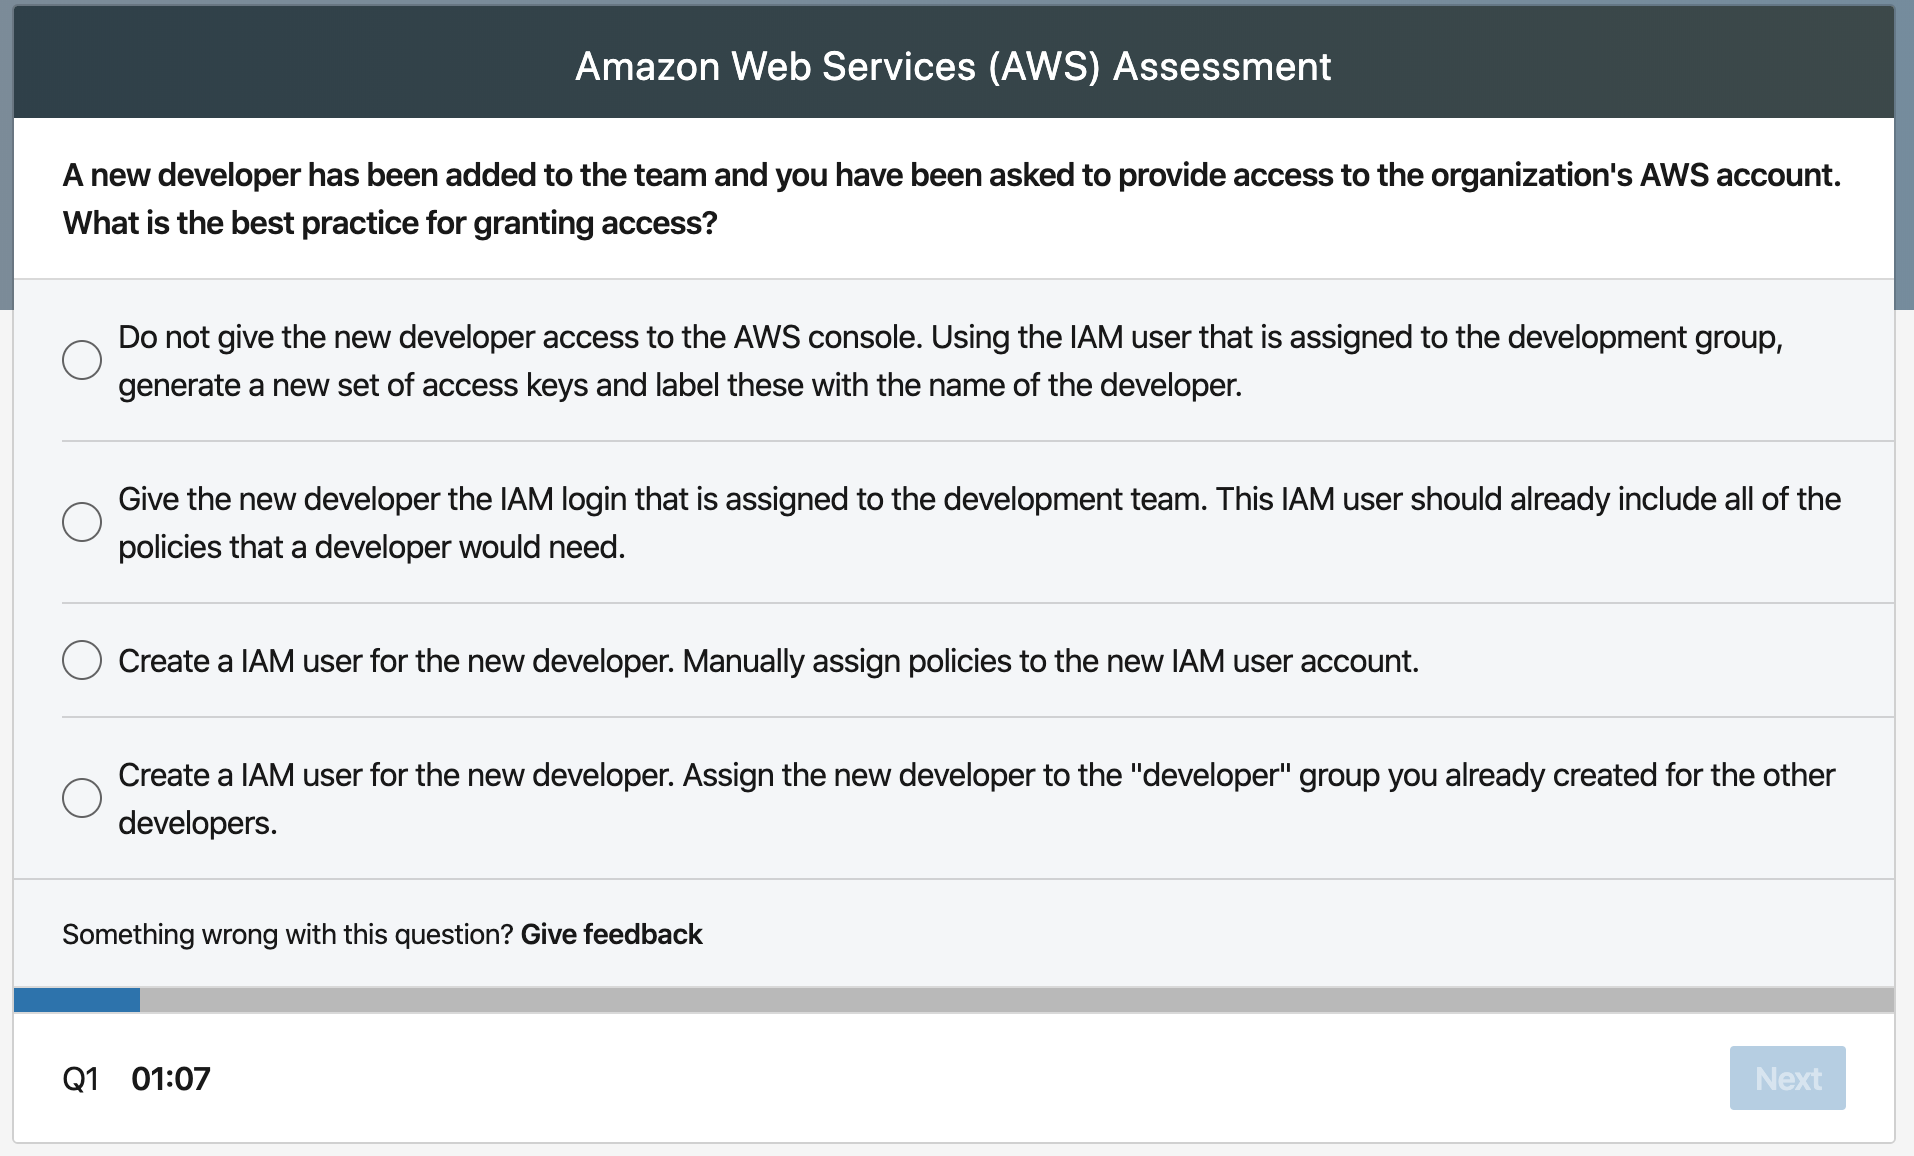 Amazon Web Services (AWS) Assessment
A new developer has been added to the team and you have been asked to provide access to the organization's AWS account.
What is the best practice for granting access?
Do not give the new developer access to the AWS console. Using the IAM user that is assigned to the development group,
generate a new set of access keys and label these with the name of the developer.
Give the new developer the IAM login that is assigned to the development team. This IAM user should already include all of the
policies that a developer would need.
Create a IAM user for the new developer. Manually assign policies to the new IAM user account.
Create a IAM user for the new developer. Assign the new developer to the "developer" group you already created for the other
developers.
Something wrong with this question? Give feedback
Q1 01:07
Next